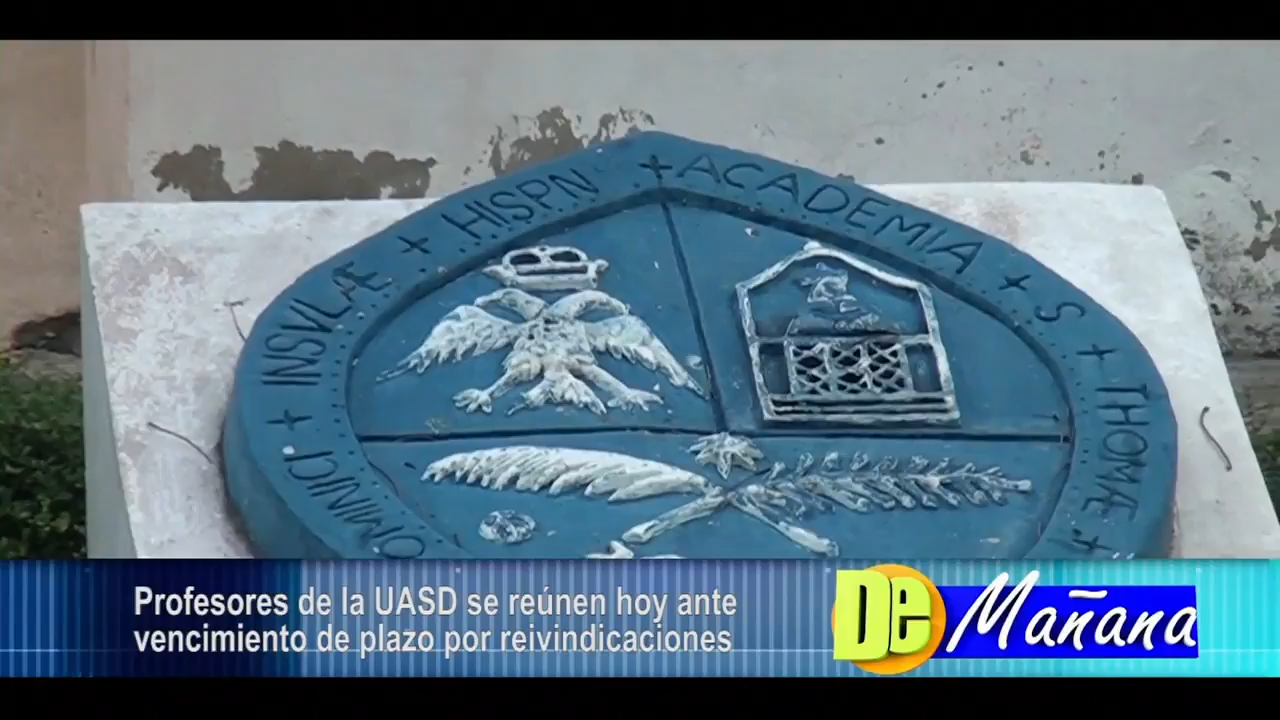 + ACADEMIA + S + THOMÆ +
OMINICI + INSVLÆ + HISPN
Profesores de la UASD se reúnen hoy ante
vencimiento de plazo por reivindicaciones
De Mañana